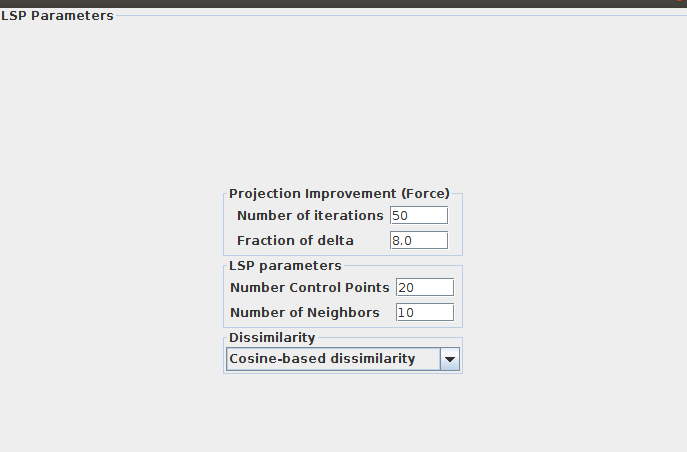 LSP Parameters
Projection Improvement (Force)
Number of iterations 50
Fraction of delta 8.0
LSP parameters
Number Control Points 20
Number of Neighbors 10
Dissimilarity
Cosine-based dissimilarity